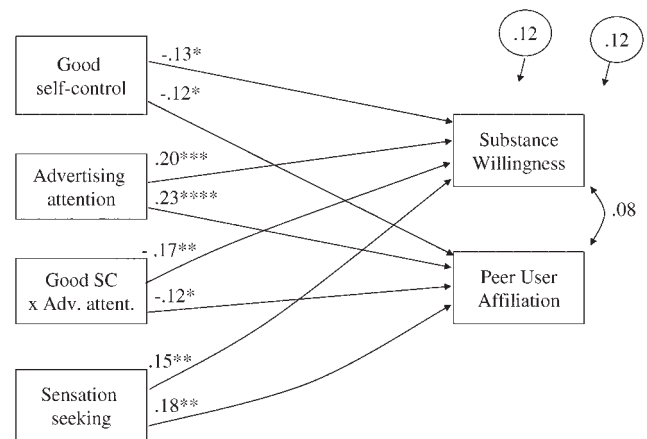 .12
.12
Good
self-control
-.13*
-.12*
Substance
Willingness
Advertising
attention
.20***
.23****
.08
Good SC
x Adv. attent.
-.17**
-.12*
Peer User
Affiliation
Sensation
seeking
.15**
.18**